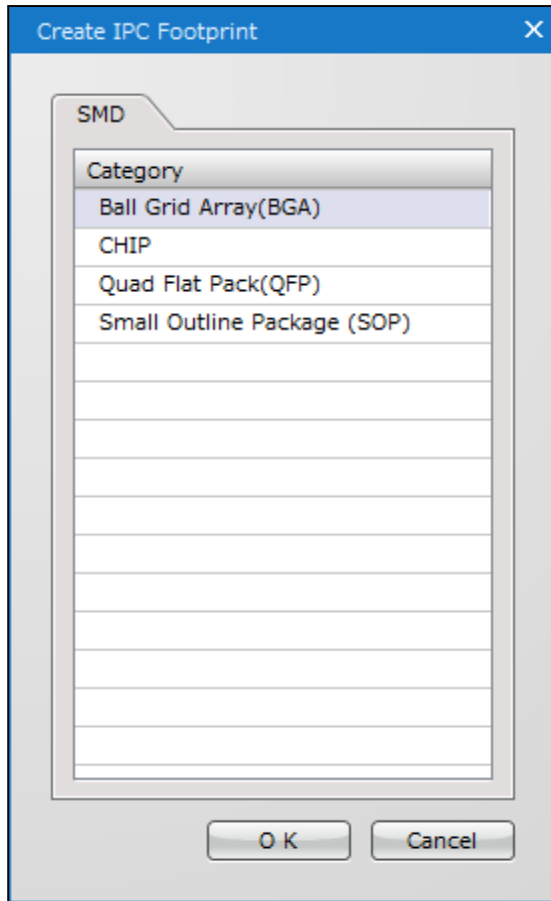 Create IPC Footprint
SMD
Category
Ball Grid Array(BGA)
CHIP
Quad Flat Pack(QFP)
Small Outline Package (SOP)
O K
Cancel